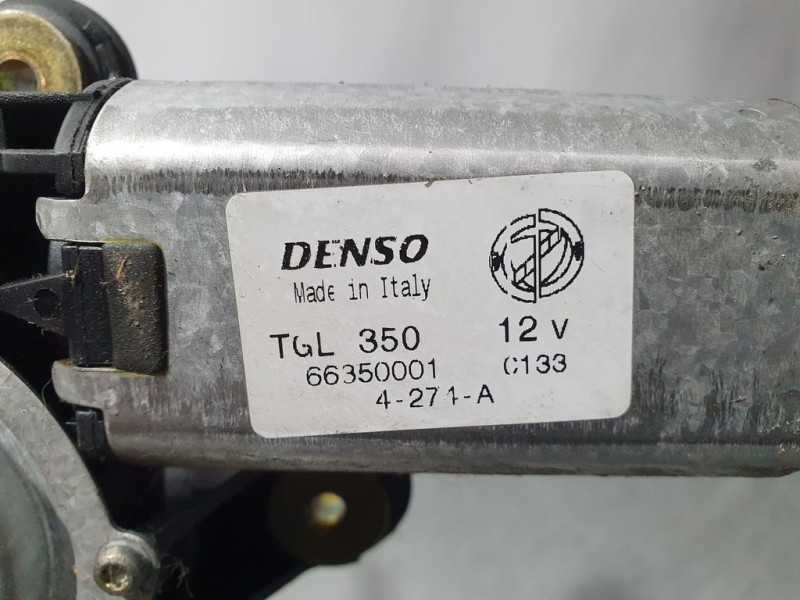 DENSO
Made in Italy
TGL 350 12 V
66350001 C133
4-271-A